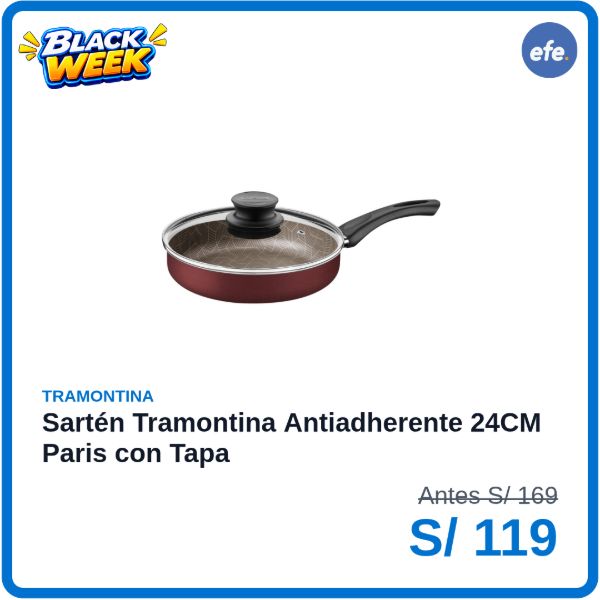 BLACK
WEEK
efe.
TRAMONTINA
Sartén Tramontina Antiadherente 24CM
Paris con Tapa
Antes S/ 169
S/ 119